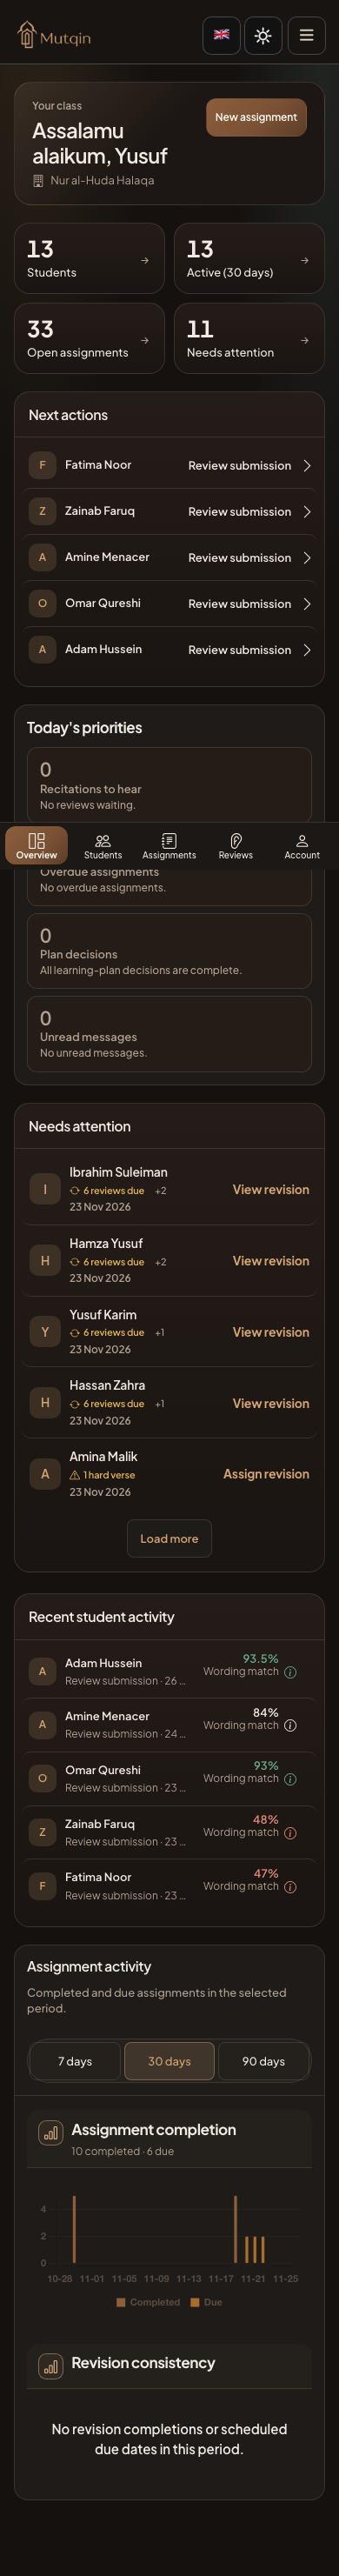 Mutqin
Your class
New assignment
Assalamu
alaikum, Yusuf
Nur al-Huda Halaqa
13
Students
13
Active (30 days)
33
Open assignments
11
Needs attention
Next actions
F Fatima Noor Review submission
Z Zainab Faruq Review submission
A Amine Menacer Review submission
O Omar Qureshi Review submission
A Adam Hussein Review submission
Today's priorities
0
Recitations to hear
No reviews waiting.
Overview Students Assignments Reviews Account
Overdue assignments
No overdue assignments.
0
Plan decisions
All learning-plan decisions are complete.
0
Unread messages
No unread messages.
Needs attention
I Ibrahim Suleiman
6 reviews due +2
23 Nov 2026
View revision
H Hamza Yusuf
6 reviews due +2
23 Nov 2026
View revision
Y Yusuf Karim
6 reviews due +1
23 Nov 2026
View revision
H Hassan Zahra
6 reviews due +1
23 Nov 2026
View revision
A Amina Malik
1 hard verse
23 Nov 2026
Assign revision
Load more
Recent student activity
A Adam Hussein
Review submission · 26 ...
93.5%
Wording match
A Amine Menacer
Review submission · 24 ...
84%
Wording match
O Omar Qureshi
Review submission · 23 ...
93%
Wording match
Z Zainab Faruq
Review submission · 23 ...
48%
Wording match
F Fatima Noor
Review submission · 23 ...
47%
Wording match
Assignment activity
Completed and due assignments in the selected
period.
7 days 30 days 90 days
Assignment completion
10 completed · 6 due
4
2
0
10-28 11-01 11-05 11-09 11-13 11-17 11-21 11-25
Completed Due
Revision consistency
No revision completions or scheduled
due dates in this period.